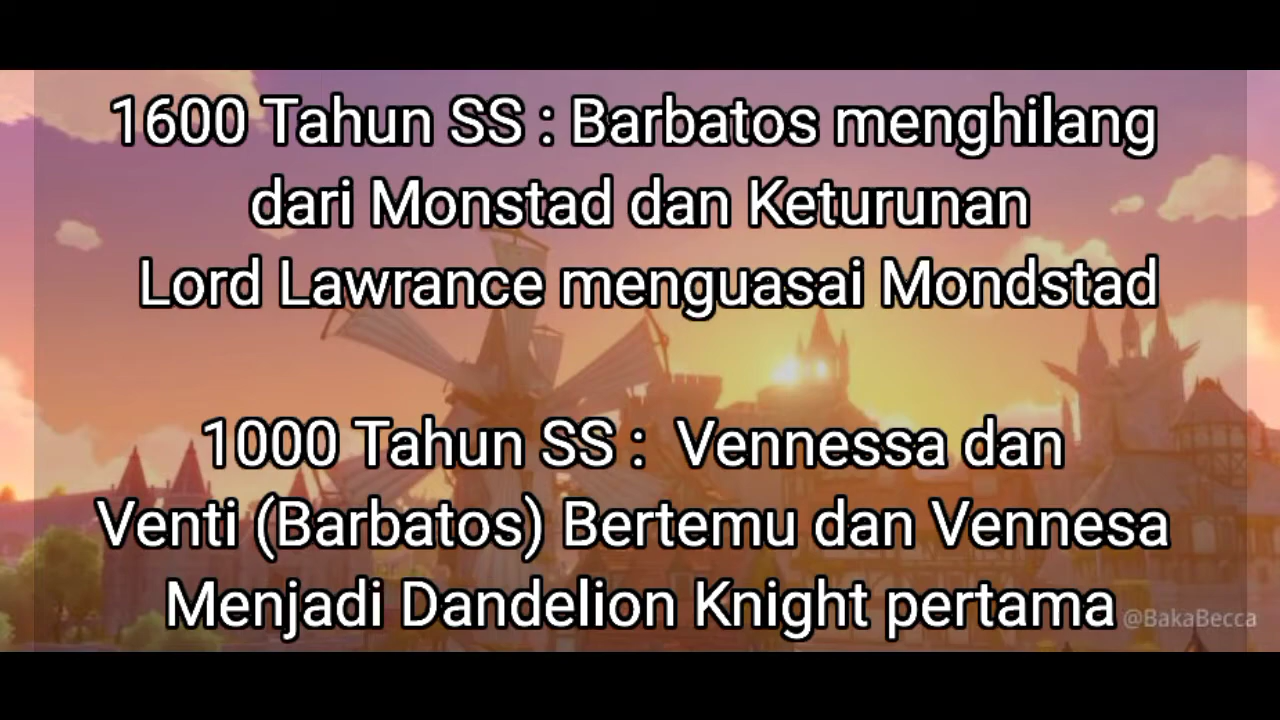 1600 Tahun SS : Barbatos menghilang
dari Monstad dan Keturunan
Lord Lawrance menguasai Mondstad
1000 Tahun SS :  Vennessa dan
Venti (Barbatos) Bertemu dan Vennesa
Menjadi Dandelion Knight pertama
@BakaBecca